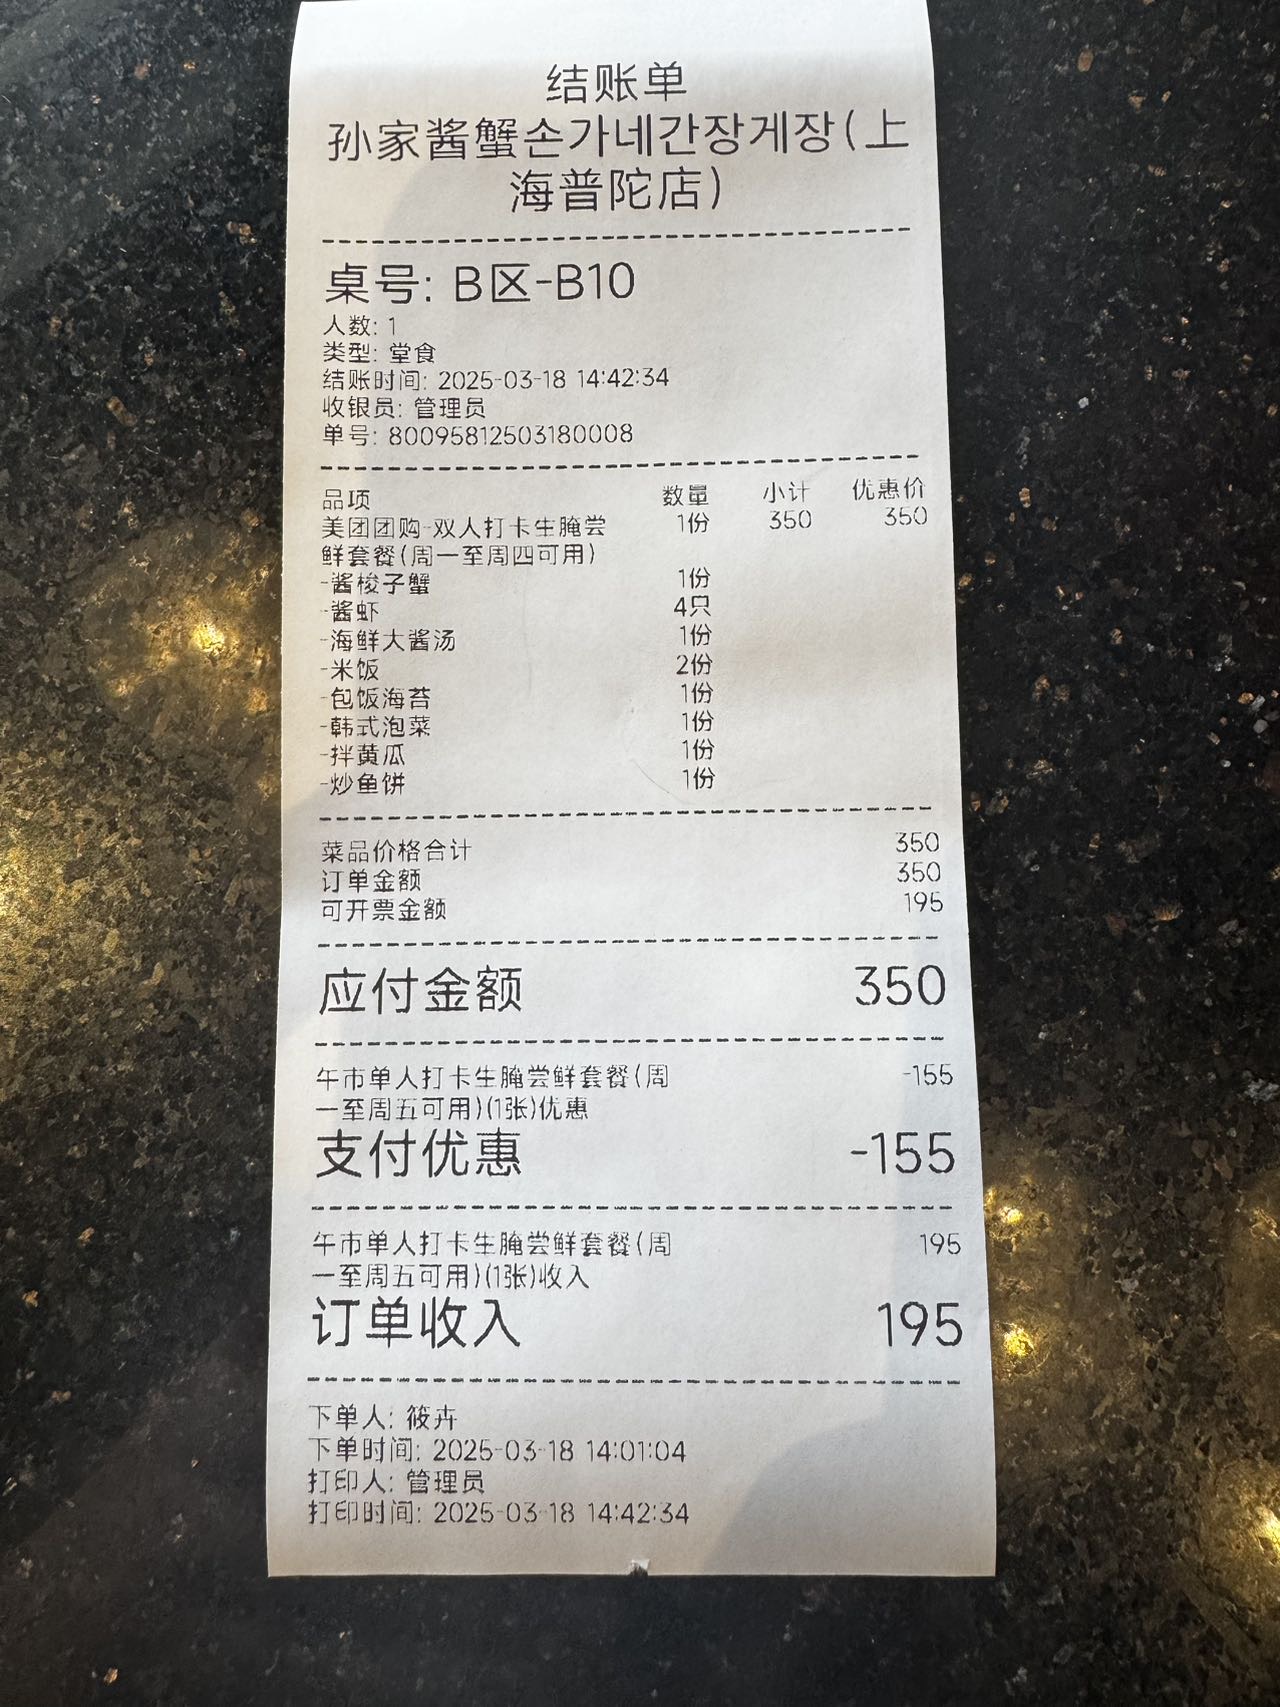 结账单
孙家酱蟹손가네간장게장(上
海普陀店)
桌号: B区-B10
人数: 1
类型: 堂食
结账时间: 2025-03-18 14:42:34
收银员: 管理员
单号: 80095812503180008
品项 数量 小计 优惠价
美团团购-双人打卡生腌尝 1份 350 350
鲜套餐(周一至周四可用)
-酱梭子蟹 1份
-酱虾 4只
-海鲜大酱汤 1份
-米饭 2份
-包饭海苔 1份
-韩式泡菜 1份
-拌黄瓜 1份
-炒鱼饼 1份
菜品价格合计 350
订单金额 350
可开票金额 195
应付金额 350
午市单人打卡生腌尝鲜套餐(周 -155
一至周五可用)(1张)优惠
支付优惠 -155
午市单人打卡生腌尝鲜套餐(周 195
一至周五可用)(1张)收入
订单收入 195
下单人: 筱卉
下单时间: 2025-03-18 14:01:04
打印人: 管理员
打印时间: 2025-03-18 14:42:34